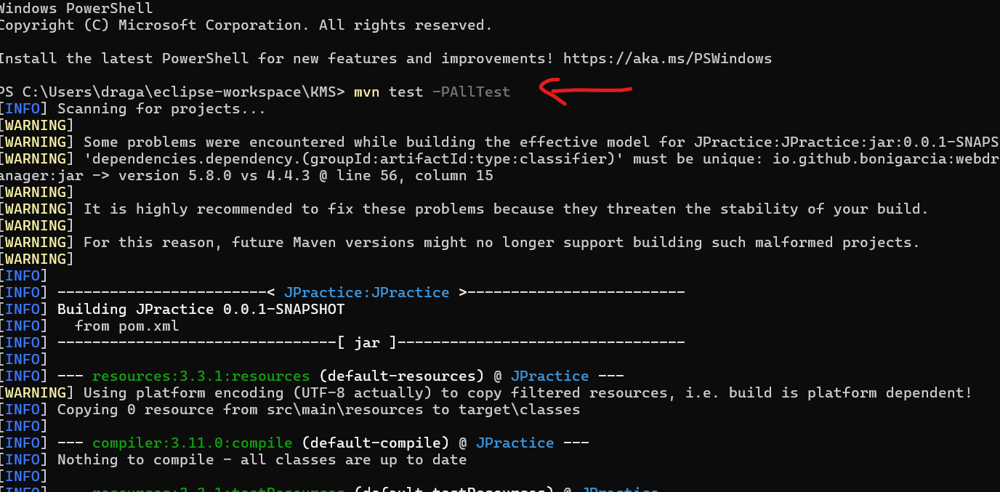 Windows PowerShell
Copyright (C) Microsoft Corporation. All rights reserved.
Install the latest PowerShell for new features and improvements! https://aka.ms/PSWindows
PS C:\Users\draga\eclipse-workspace\KMS> mvn test -PAllTest
[INFO] Scanning for projects...
[WARNING]
[WARNING] Some problems were encountered while building the effective model for JPractice:JPractice:jar:0.0.1-SNAPS
[WARNING] 'dependencies.dependency.(groupId:artifactId:type:classifier)' must be unique: io.github.bonigarcia:webdr
anager:jar -> version 5.8.0 vs 4.4.3 @ line 56, column 15
[WARNING]
[WARNING] It is highly recommended to fix these problems because they threaten the stability of your build.
[WARNING]
[WARNING] For this reason, future Maven versions might no longer support building such malformed projects.
[WARNING]
[INFO]
[INFO] ------------------------< JPractice:JPractice >-------------------------
[INFO] Building JPractice 0.0.1-SNAPSHOT
[INFO]   from pom.xml
[INFO] --------------------------------[ jar ]---------------------------------
[INFO]
[INFO] --- resources:3.3.1:resources (default-resources) @ JPractice ---
[WARNING] Using platform encoding (UTF-8 actually) to copy filtered resources, i.e. build is platform dependent!
[INFO] Copying 0 resource from src\main\resources to target\classes
[INFO]
[INFO] --- compiler:3.11.0:compile (default-compile) @ JPractice ---
[INFO] Nothing to compile - all classes are up to date
[INFO]
[INFO] --- resources:3.3.1:testResources (default-testResources) @ JPractice ---